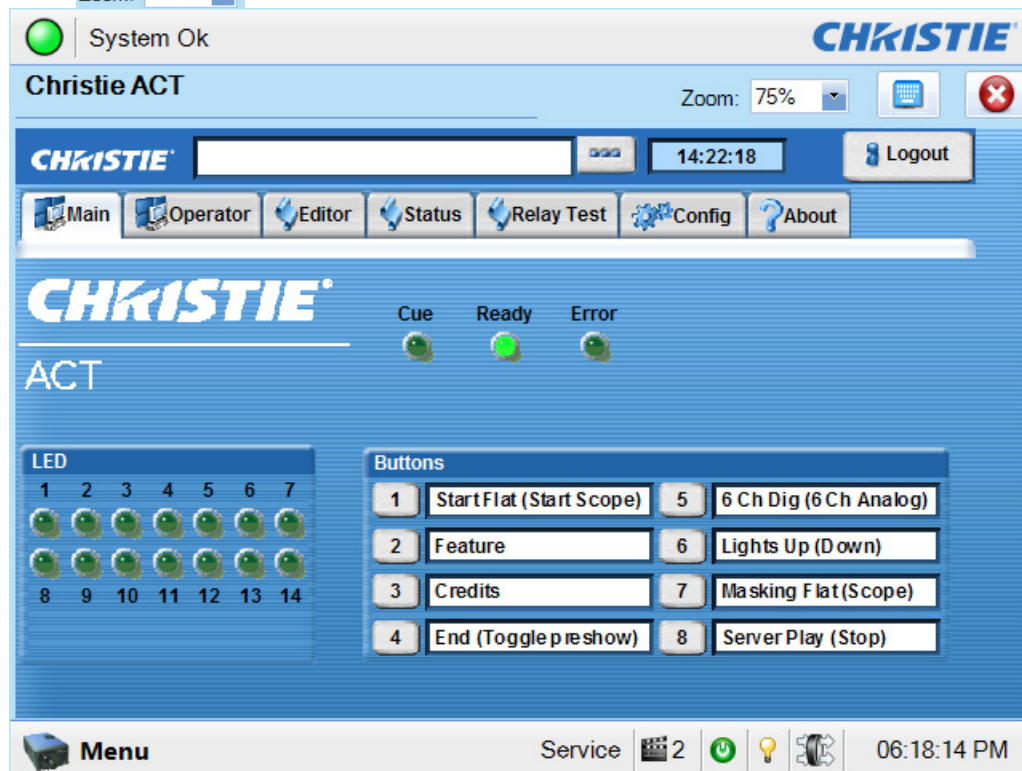 Zoom:
System Ok
CHRISTIE
Christie ACT
Zoom: 75%
CHRISTIE 14:22:18 Logout
Main Operator Editor Status Relay Test Config About
CHRISTIE
Cue Ready Error
ACT
LED
1 2 3 4 5 6 7
8 9 10 11 12 13 14
Buttons
1 Start Flat (Start Scope) 5 6 Ch Dig (6 Ch Analog)
2 Feature 6 Lights Up (Down)
3 Credits 7 Masking Flat (Scope)
4 End (Toggle preshow) 8 Server Play (Stop)
Menu Service 2 06:18:14 PM